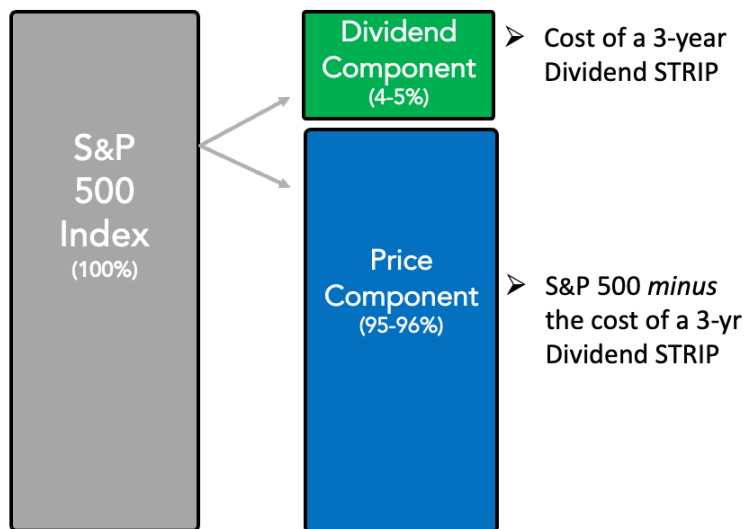 S&P
500
Index
(100%)
Dividend
Component
(4-5%)
➢ Cost of a 3-year
Dividend STRIP
Price
Component
(95-96%)
➢ S&P 500 minus
the cost of a 3-yr
Dividend STRIP